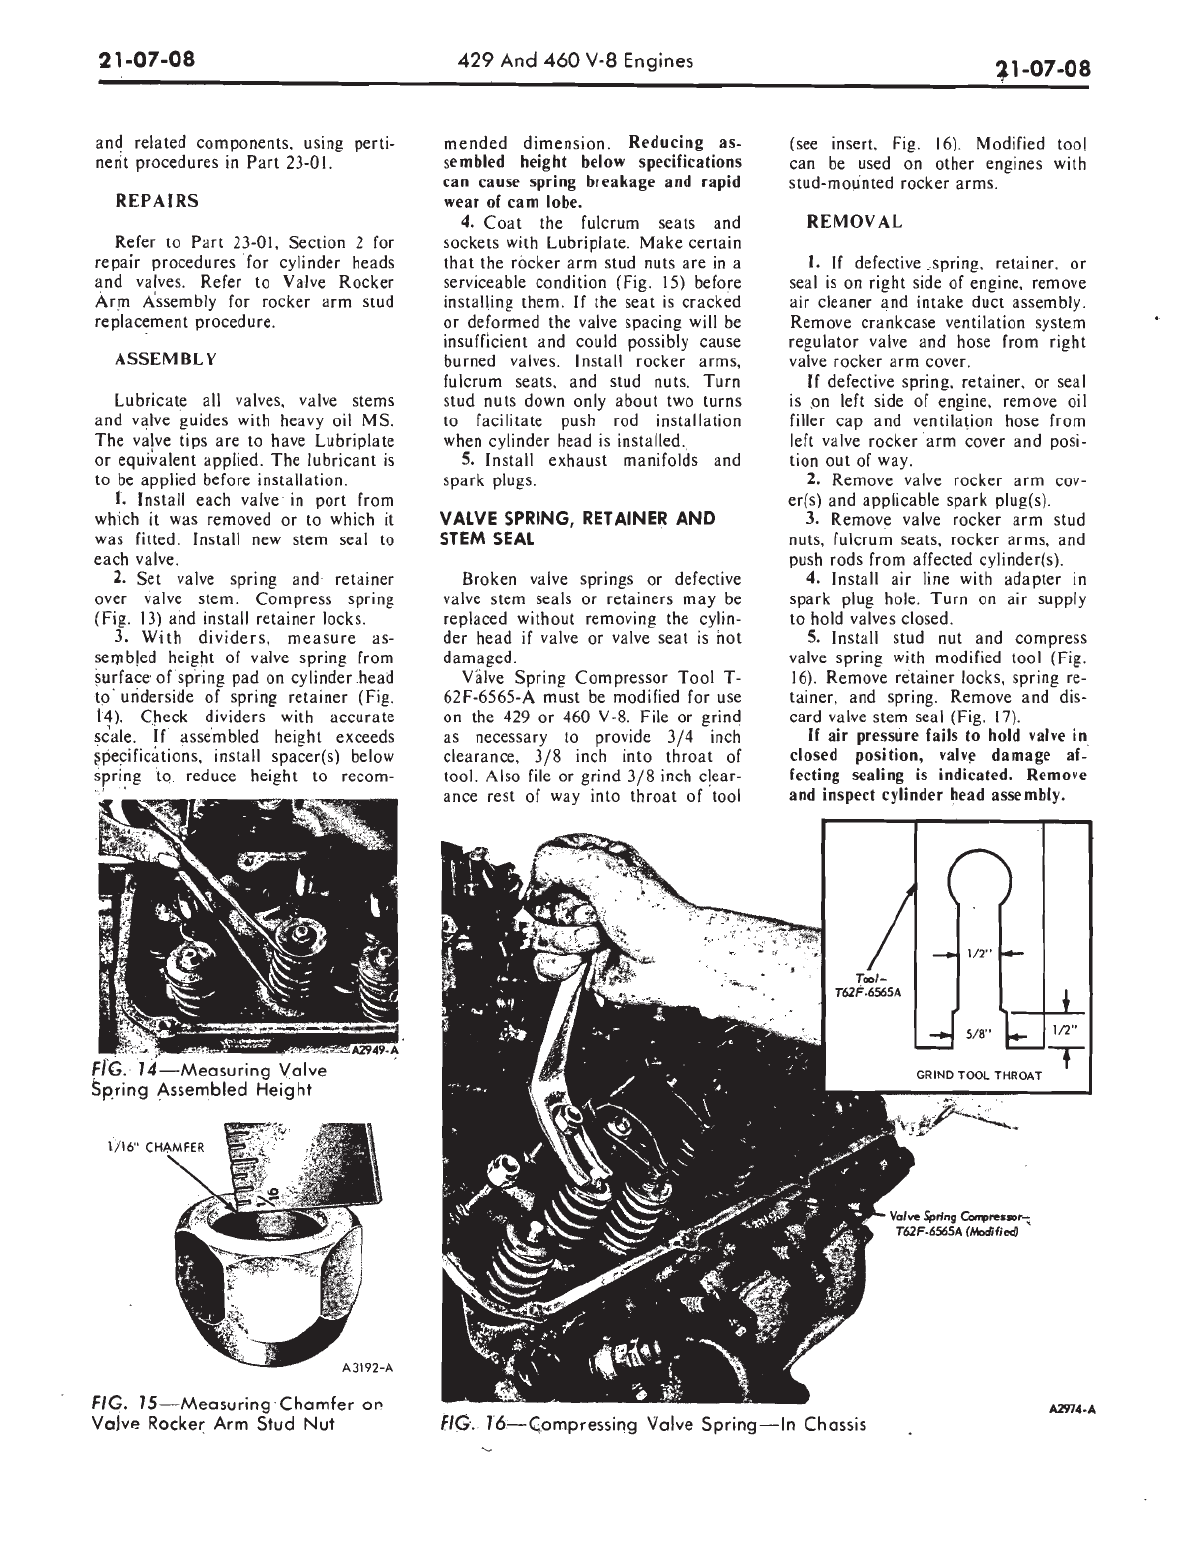 21-07-08
429 And 460 V-8 Engines
21-07-08
and related components, using perti-
nent procedures in Part 23-01.
REPAIRS
Refer to Part 23-01, Section 2 for
repair procedures for cylinder heads
and valves. Refer to Valve Rocker
Arm Assembly for rocker arm stud
replacement procedure.
ASSEMBLY
Lubricate all valves, valve stems
and valve guides with heavy oil MS.
The valve tips are to have Lubriplate
or equivalent applied. The lubricant is
to be applied before installation.
1. Install each valve in port from
which it was removed or to which it
was fitted. Install new stem seal to
each valve.
2. Set valve spring and retainer
over valve stem. Compress spring
(Fig. 13) and install retainer locks.
3. With dividers, measure as-
sembled height of valve spring from
surface of spring pad on cylinder head
to underside of spring retainer (Fig.
14). Check dividers with accurate
scale. If assembled height exceeds
specifications, install spacer(s) below
spring to reduce height to recom-
mended dimension. Reducing as-
sembled height below specifications
can cause spring breakage and rapid
wear of cam lobe.
4. Coat the fulcrum seats and
sockets with Lubriplate. Make certain
that the rocker arm stud nuts are in a
serviceable condition (Fig. 15) before
installing them. If the seat is cracked
or deformed the valve spacing will be
insufficient and could possibly cause
burned valves. Install rocker arms,
fulcrum seats, and stud nuts. Turn
stud nuts down only about two turns
to facilitate push rod installation
when cylinder head is installed.
5. Install exhaust manifolds and
spark plugs.
VALVE SPRING, RETAINER AND
STEM SEAL
Broken valve springs or defective
valve stem seals or retainers may be
replaced without removing the cylin-
der head if valve or valve seat is not
damaged.
Valve Spring Compressor Tool T-
62F-6565-A must be modified for use
on the 429 or 460 V-8. File or grind
as necessary to provide 3/4 inch
clearance, 3/8 inch into throat of
tool. Also file or grind 3/8 inch clear-
ance rest of way into throat of tool
(see insert, Fig. 16). Modified tool
can be used on other engines with
stud-mounted rocker arms.
REMOVAL
1. If defective spring, retainer, or
seal is on right side of engine, remove
air cleaner and intake duct assembly.
Remove crankcase ventilation system
regulator valve and hose from right
valve rocker arm cover.
If defective spring, retainer, or seal
is on left side of engine, remove oil
filler cap and ventilation hose from
left valve rocker arm cover and posi-
tion out of way.
2. Remove valve rocker arm cov-
er(s) and applicable spark plug(s).
3. Remove valve rocker arm stud
nuts, fulcrum seats, rocker arms, and
push rods from affected cylinder(s).
4. Install air line with adapter in
spark plug hole. Turn on air supply
to hold valves closed.
5. Install stud nut and compress
valve spring with modified tool (Fig.
16). Remove retainer locks, spring re-
tainer, and spring. Remove and dis-
card valve stem seal (Fig. 17).
If air pressure fails to hold valve in
closed position, valve damage af-
fecting sealing is indicated. Remove
and inspect cylinder head assembly.
A2949-A
FIG. 14—Measuring Valve
Spring Assembled Height
1/16" CHAMFER
1/16
A3192-A
FIG. 15—Measuring Chamfer on
Valve Rocker Arm Stud Nut
Tool-
T62F-6565A
1/2"
5/8"
1/2"
GRIND TOOL THROAT
Valve Spring Compressor-
T62F-6565A (Modified)
A2974-A
FIG. 16—Compressing Valve Spring—In Chassis